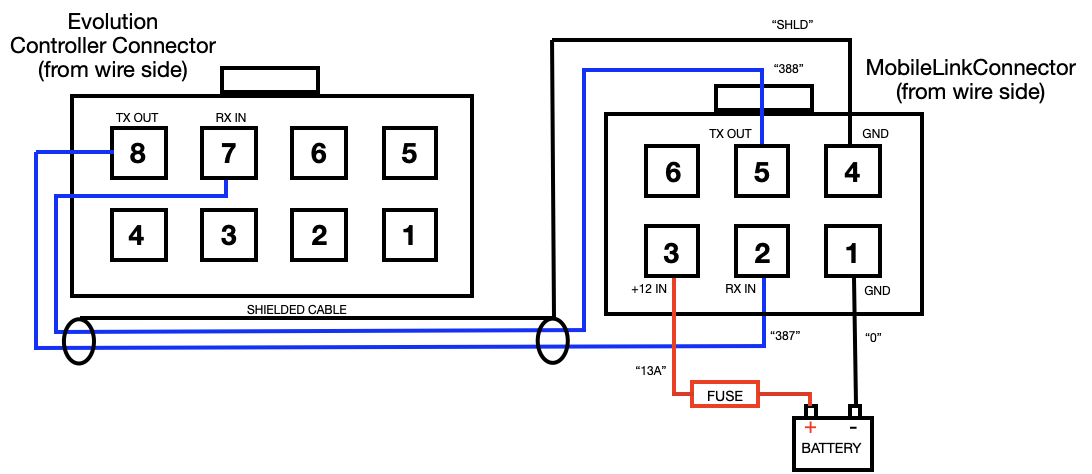 Evolution
Controller Connector
(from wire side)
“SHLD”
“388”
MobileLinkConnector
(from wire side)
TX OUT
RX IN
8
7
6
5
4
3
2
1
TX OUT
GND
6
5
4
3
2
1
+12 IN
RX IN
GND
SHIELDED CABLE
“387”
“0”
“13A”
FUSE
+
-
BATTERY